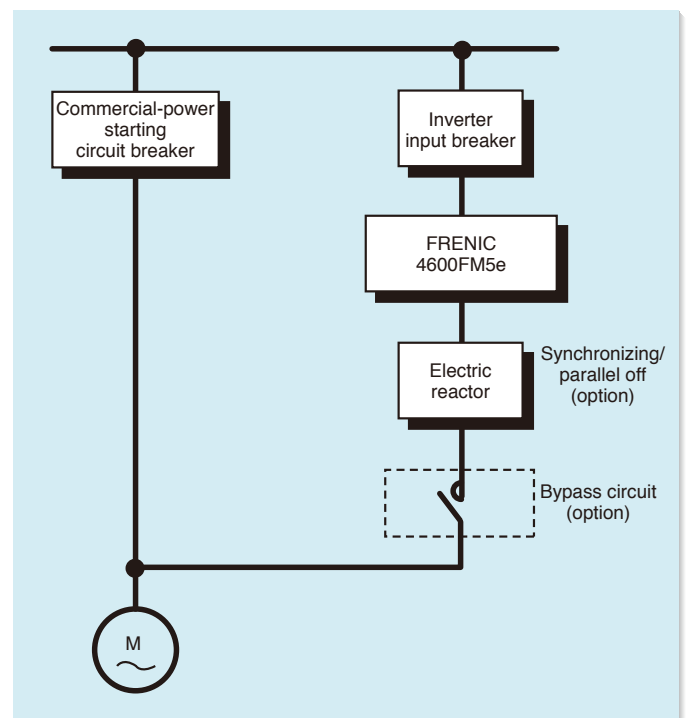 Commercial-power
starting
circuit breaker
Inverter
input breaker
FRENIC
4600FM5e
Electric
reactor
Synchronizing/
parallel off
(option)
Bypass circuit
(option)
M